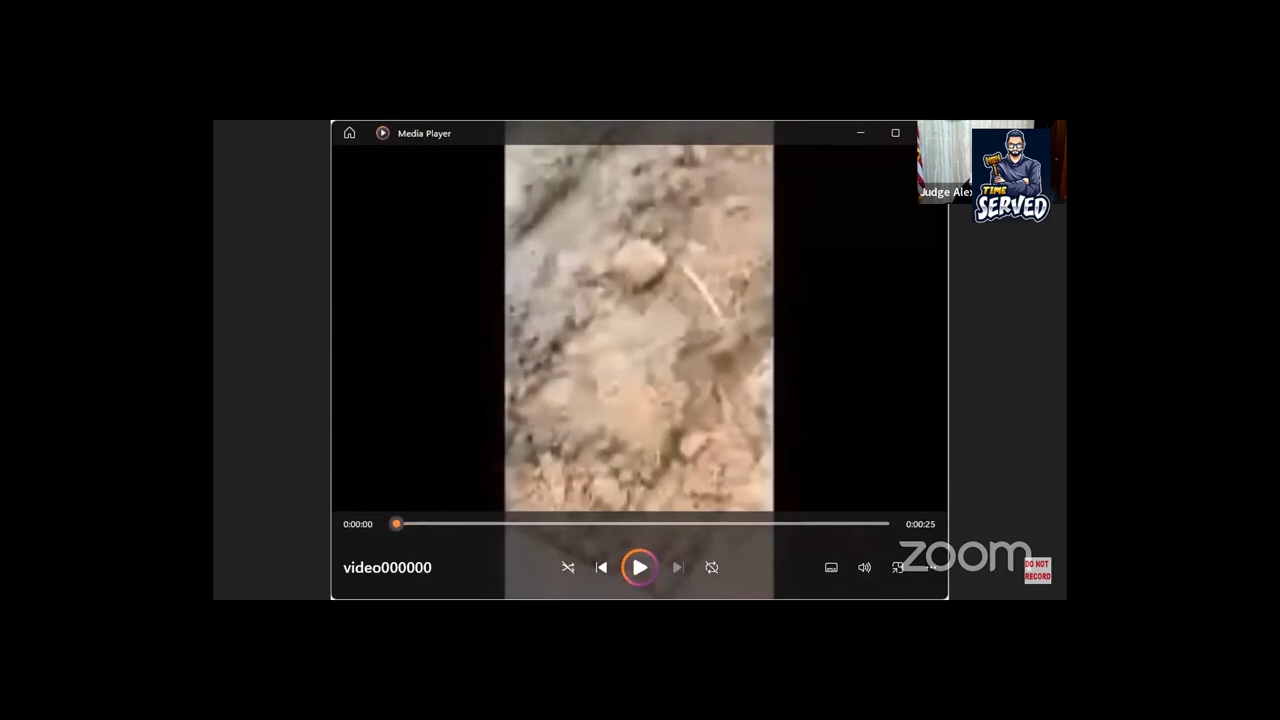 Media Player
Judge Alex
TIME
SERVED
0:00:00
0:00:25
video000000
zoom
DO NOT
RECORD